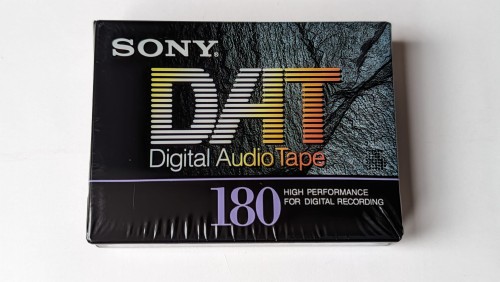 SONY®
DAT
Digital Audio Tape
180
HIGH PERFORMANCE
FOR DIGITAL RECORDING